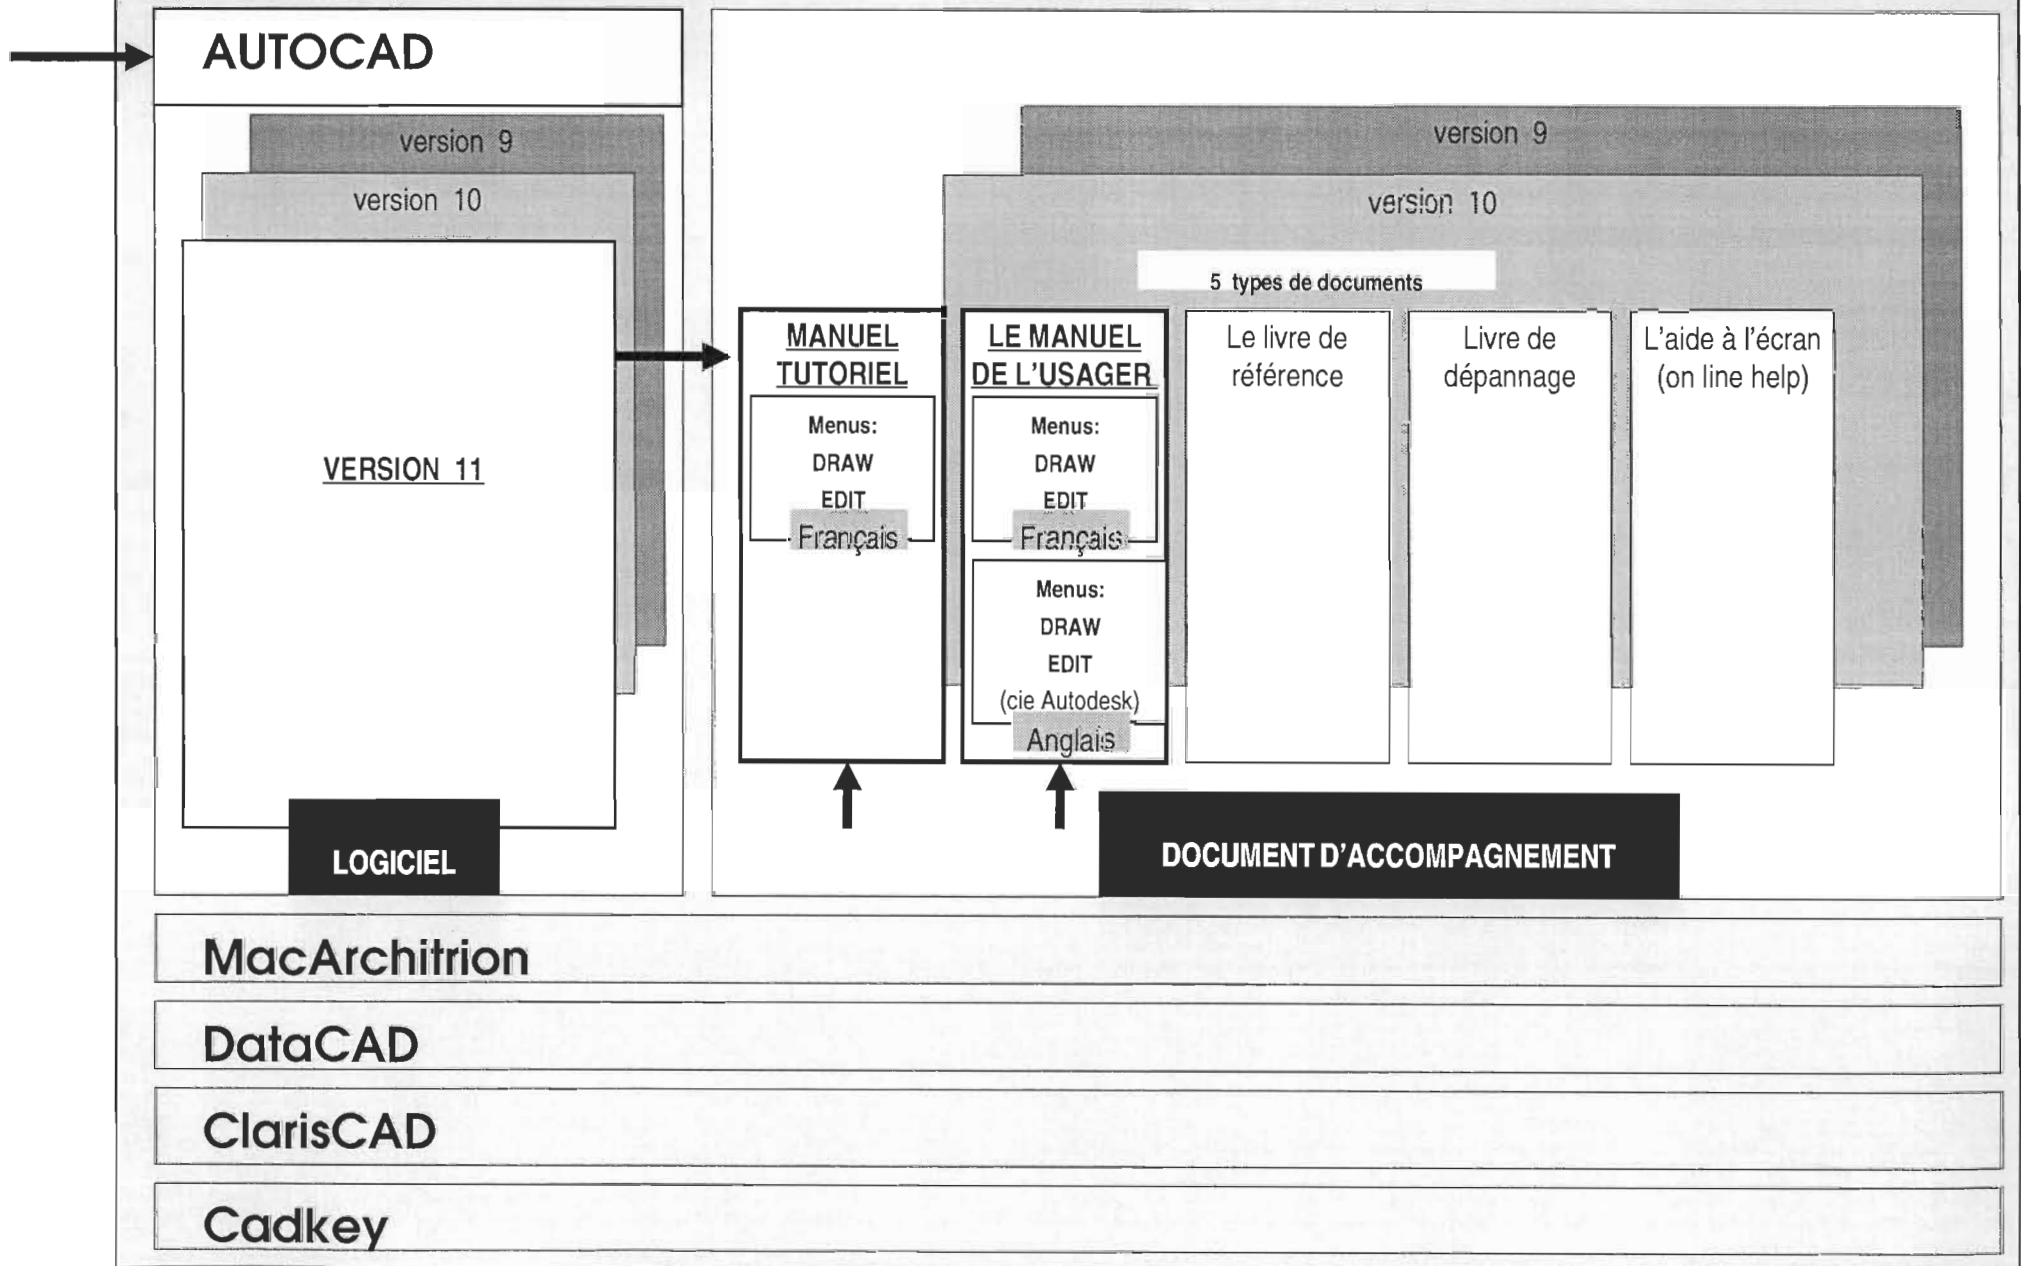 AUTOCAD
version 9
version 10
VERSION 11
LOGICIEL
version 9
version 10
5 types de documents
MANUEL
TUTORIEL
Menus:
DRAW
EDIT
Français
LE MANUEL
DE L'USAGER
Menus:
DRAW
EDIT
Français
Menus:
DRAW
EDIT
(cie Autodesk)
Anglais
Le livre de
référence
Livre de
dépannage
L'aide à l'écran
(on line help)
DOCUMENT D'ACCOMPAGNEMENT
MacArchitrion
DataCAD
ClarisCAD
Cadkey